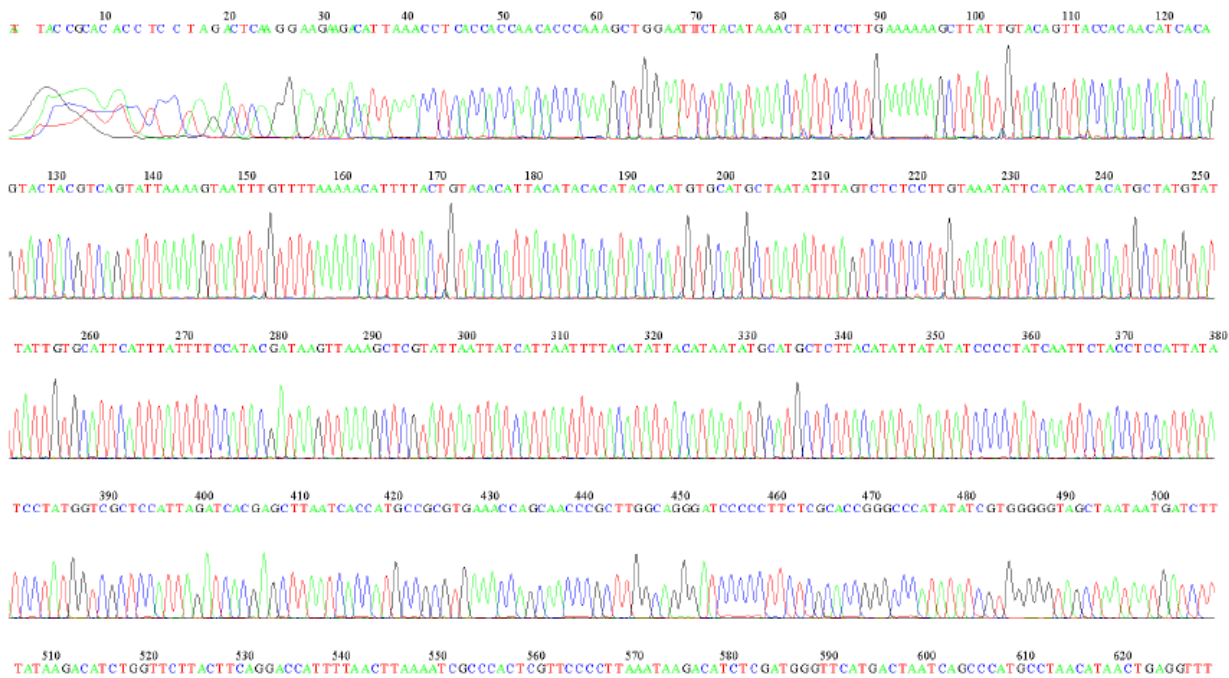 10 20 30 40 50 60 70 80 90 100 110 120
A TACCGCACACCTCCTAGACTCAAGGAAGAAGACATTAAACCTCACCACCAACACCCAAAGCTGGAATTCTACATAAACTATTCCTTGAAAAAAGCTTATTGTACAGTTACCACAACATCACA
130 140 150 160 170 180 190 200 210 220 230 240 250
GTACTACGTCAGTATTAAAAGTAATTTGTTTTAAAAACATTTTACTGTACACATTACATACACATACACATGTGCATGCTAATATTTAGTCTCTCCTTGTAAATATTCATACATACATGCTATGTAT
260 270 280 290 300 310 320 330 340 350 360 370 380
TATTGTGCATTCATTTATTTTCCATACGATAAGTTAAAGCTCGTATTAATTATCATTAATTTTACATATTACATAATATGCATGCTCTTACATATTATATATCCCCTATCAATTCTACCTCCATTATA
390 400 410 420 430 440 450 460 470 480 490 500
TCCTATGGTCGCTCCATTAGATCACGAGCTTAATCACCATGCCGCGTGAAACCAGCAACCCGCTTGGCAGGGATCCCCCTTCTCGCACCGGGCCCATATATCGTGGGGGTAGCTAATAATGATCTT
510 520 530 540 550 560 570 580 590 600 610 620
TATAAGACATCTGGTTCTTACTTCAGGACCATTTTAACTTAAAATCGCCCACTCGTTCCCCTTAAATAAGACATCTCGATGGGTTCATGACTAATCAGCCCATGCCTAACATAACTGAGGTTT